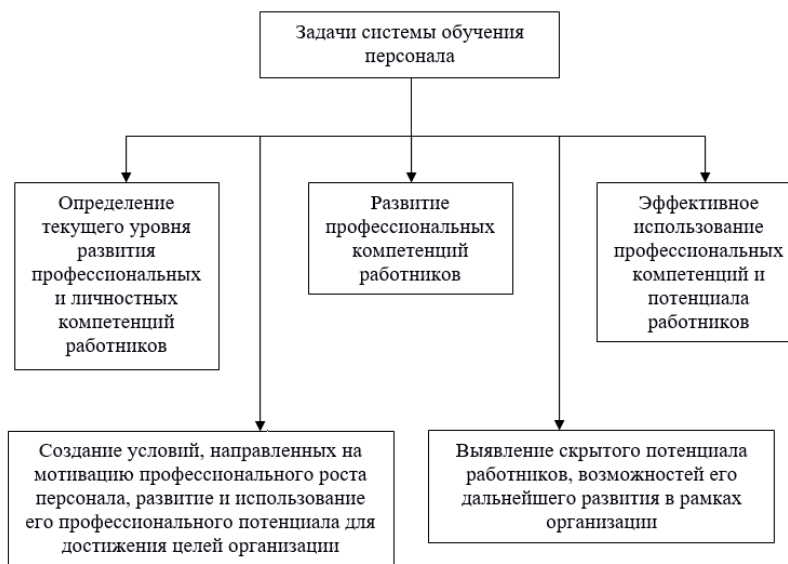 Задачи системы обучения
персонала
Определение
текущего уровня
развития
профессиональных
и личностных
компетенций
работников
Развитие
профессиональных
компетенций
работников
Эффективное
использование
профессиональных
компетенций и
потенциала
работников
Создание условий, направленных на
мотивацию профессионального роста
персонала, развитие и использование
его профессионального потенциала для
достижения целей организации
Выявление скрытого потенциала
работников, возможностей его
дальнейшего развития в рамках
организации